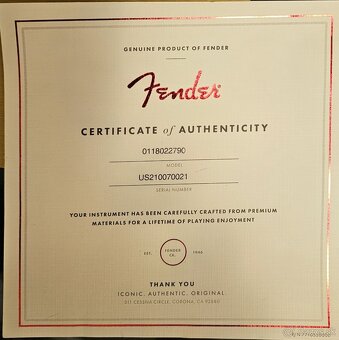 GENUINE PRODUCT OF FENDER
Fender
CERTIFICATE of AUTHENTICITY
0118022790
MODEL
US210070021
SERIAL NUMBER
YOUR INSTRUMENT HAS BEEN CAREFULLY CRAFTED FROM PREMIUM
MATERIALS FOR A LIFETIME OF PLAYING ENJOYMENT
EST. FENDER CO. 1946
THANK YOU
ICONIC. AUTHENTIC. ORIGINAL.
311 CESSNA CIRCLE, CORONA, CA 92880